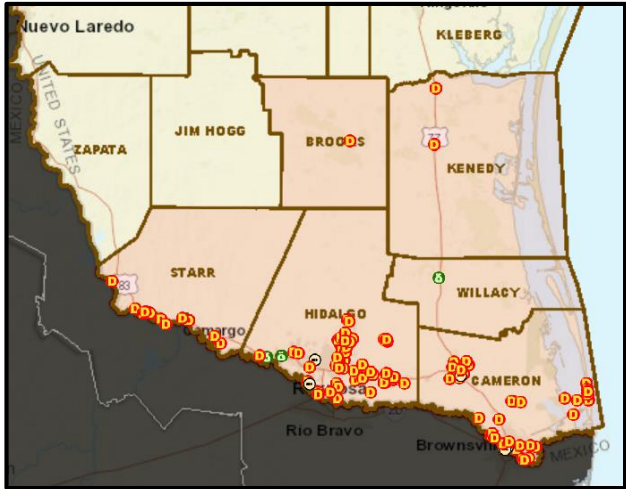 Nuevo Laredo
KLEBERG
UNITED STATES
MEXICO
ZAPATA
JIM HOGG
BROOKS
77
KENEDY
83
STARR
WILLACY
HIDALGO
Camargo
CAMERON
Rio Bravo
Brownsville
MEXICO